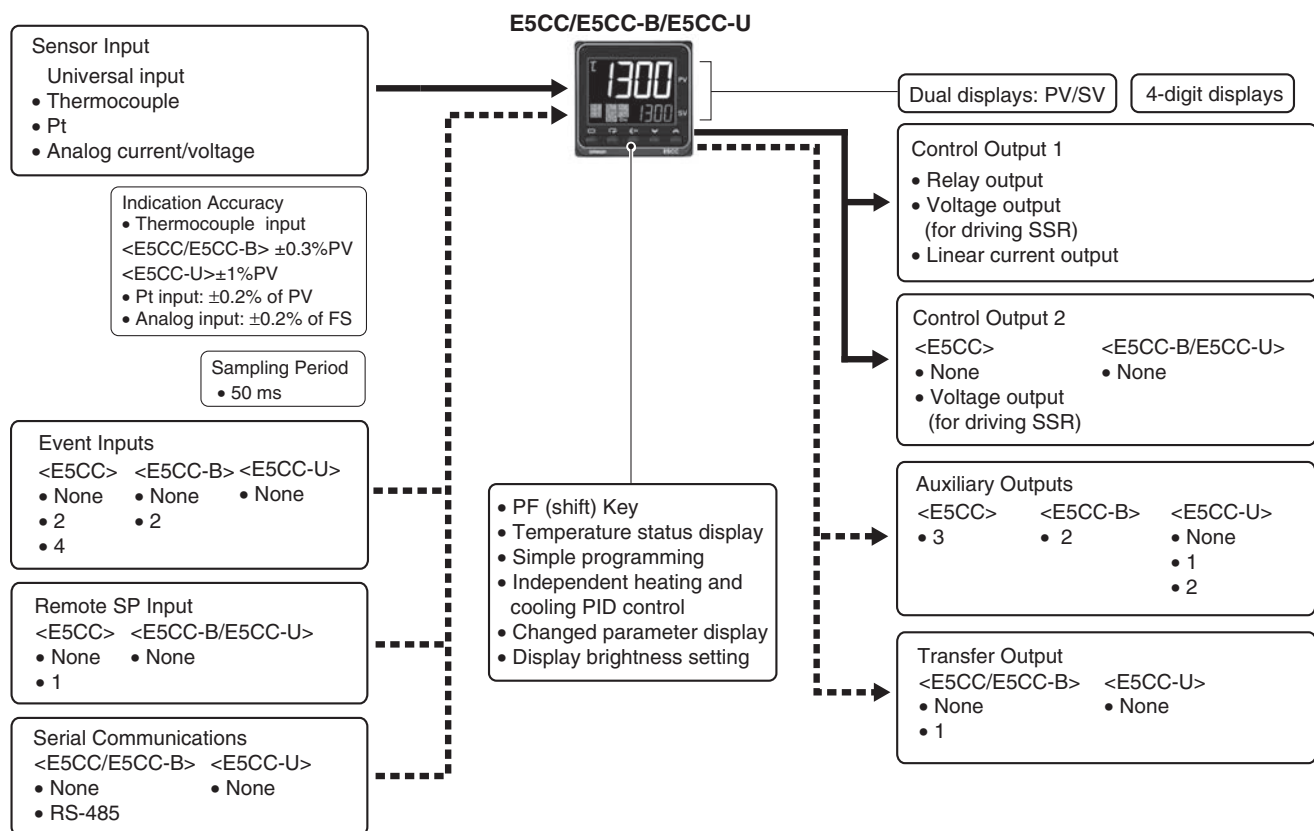 E5CC/E5CC-B/E5CC-U
Sensor Input
Universal input
• Thermocouple
• Pt
• Analog current/voltage
Indication Accuracy
• Thermocouple input
<E5CC/E5CC-B> ±0.3%PV
<E5CC-U>±1%PV
• Pt input: ±0.2% of PV
• Analog input: ±0.2% of FS
Sampling Period
• 50 ms
Event Inputs
<E5CC> <E5CC-B> <E5CC-U>
• None • None • None
• 2 • 2
• 4
Remote SP Input
<E5CC> <E5CC-B/E5CC-U>
• None • None
• 1
Serial Communications
<E5CC/E5CC-B> <E5CC-U>
• None • None
• RS-485
1300
PV
1300
SV
OMRON E5CC
• PF (shift) Key
• Temperature status display
• Simple programming
• Independent heating and
cooling PID control
• Changed parameter display
• Display brightness setting
Dual displays: PV/SV
4-digit displays
Control Output 1
• Relay output
• Voltage output
(for driving SSR)
• Linear current output
Control Output 2
<E5CC> <E5CC-B/E5CC-U>
• None • None
• Voltage output
(for driving SSR)
Auxiliary Outputs
<E5CC> <E5CC-B> <E5CC-U>
• 3 • 2 • None
• 1
• 2
Transfer Output
<E5CC/E5CC-B> <E5CC-U>
• None • None
• 1